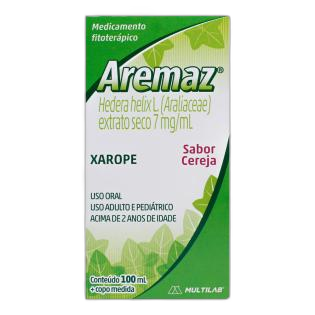 Medicamento
fitoterápico
Aremaz®
Hedera helix L. (Araliaceae)
extrato seco 7 mg/mL
XAROPE
Sabor
Cereja
USO ORAL
USO ADULTO E PEDIÁTRICO
ACIMA DE 2 ANOS DE IDADE
Conteúdo 100 mL
+ copo medida
MULTILAB®